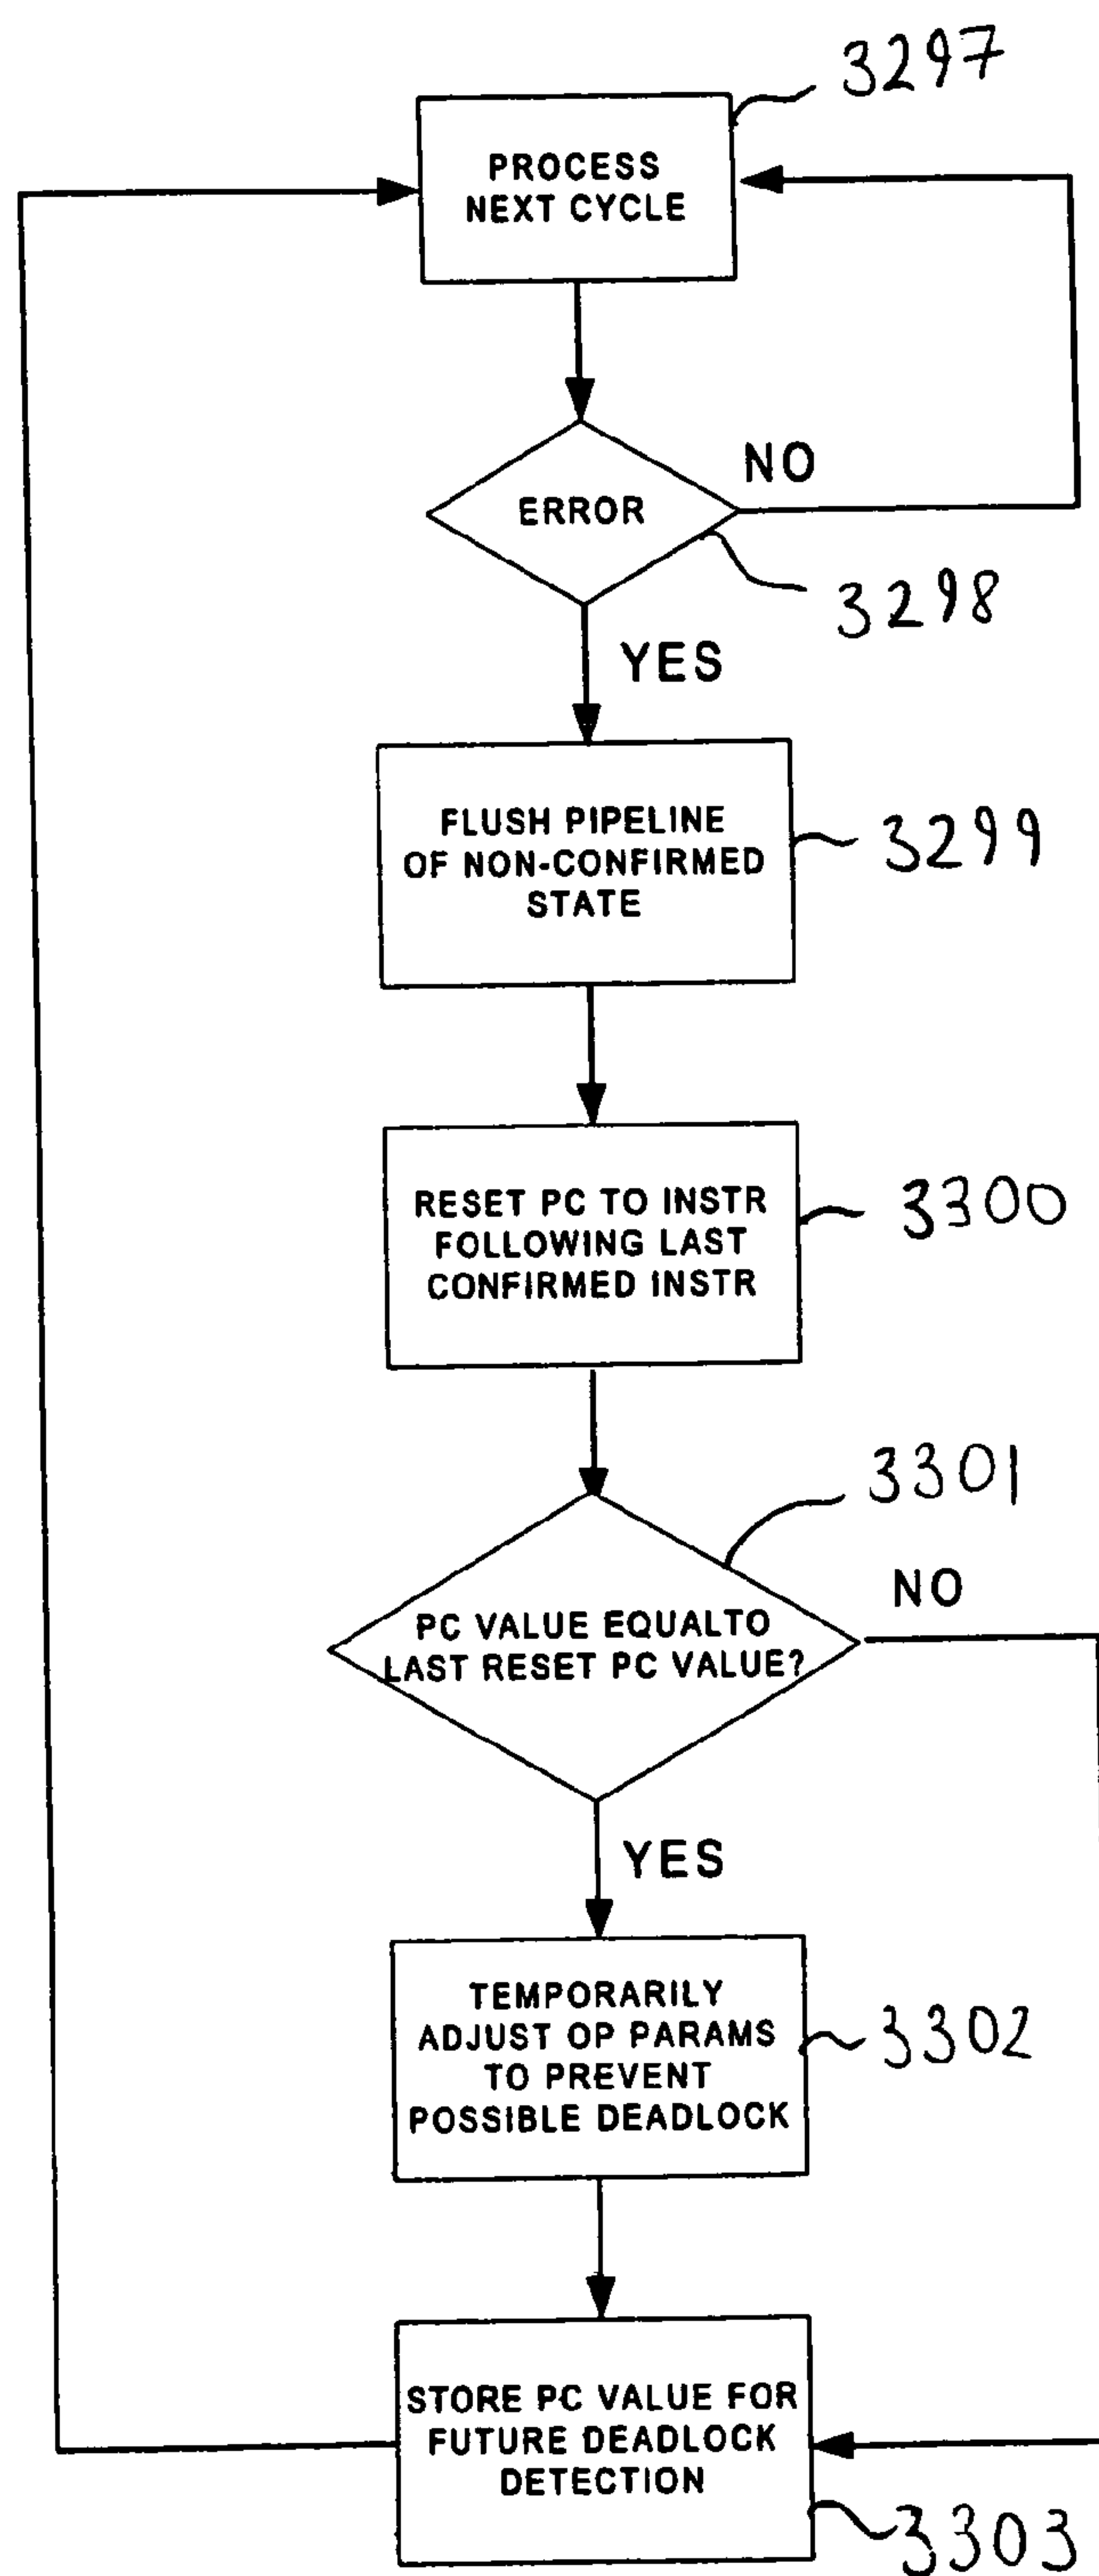 3297
PROCESS
NEXT CYCLE
NO
ERROR
3298
YES
FLUSH PIPELINE
OF NON-CONFIRMED
STATE
3299
RESET PC TO INSTR
FOLLOWING LAST
CONFIRMED INSTR
3300
3301
NO
PC VALUE EQUALTO
LAST RESET PC VALUE?
YES
TEMPORARILY
ADJUST OP PARAMS
TO PREVENT
POSSIBLE DEADLOCK
3302
STORE PC VALUE FOR
FUTURE DEADLOCK
DETECTION
3303